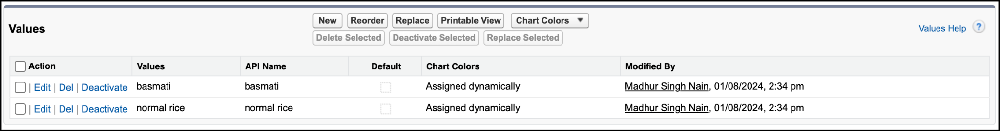 Values
New Reorder Replace Printable View Chart Colors
Delete Selected Deactivate Selected Replace Selected
Values Help ?
Action Values API Name Default Chart Colors Modified By
| Edit | Del | Deactivate basmati basmati Assigned dynamically Madhur Singh Nain, 01/08/2024, 2:34 pm
| Edit | Del | Deactivate normal rice normal rice Assigned dynamically Madhur Singh Nain, 01/08/2024, 2:34 pm